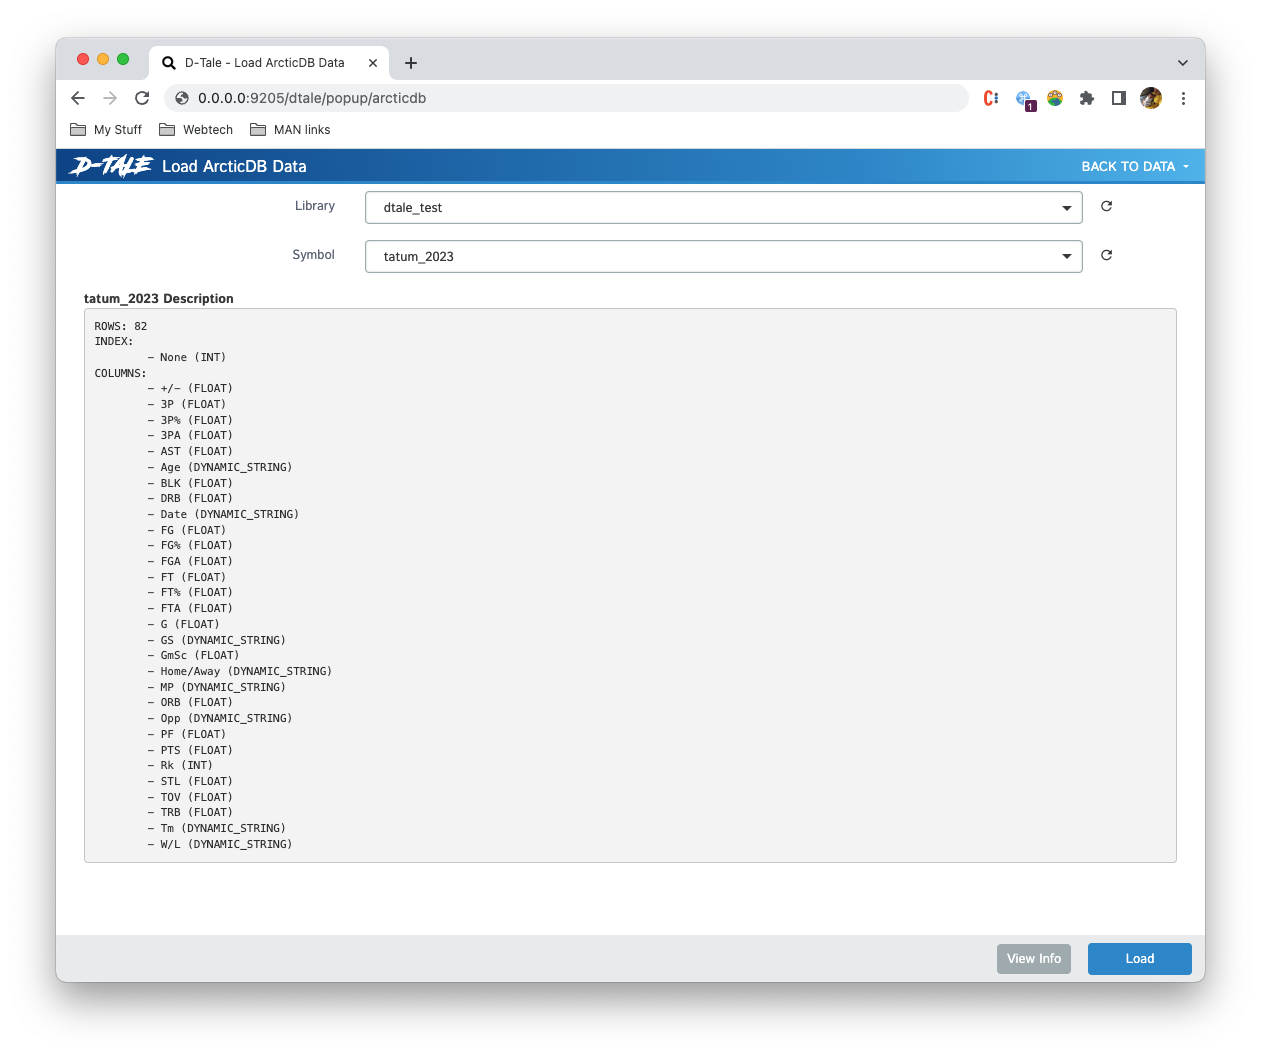 D-Tale - Load ArcticDB Data
0.0.0.0:9205/dtale/popup/arcticdb
1
My Stuff Webtech MAN links
D-TALE Load ArcticDB Data BACK TO DATA
Library dtale_test
Symbol tatum_2023
tatum_2023 Description
ROWS: 82
INDEX:
– None (INT)
COLUMNS:
– +/– (FLOAT)
– 3P (FLOAT)
– 3P% (FLOAT)
– 3PA (FLOAT)
– AST (FLOAT)
– Age (DYNAMIC_STRING)
– BLK (FLOAT)
– DRB (FLOAT)
– Date (DYNAMIC_STRING)
– FG (FLOAT)
– FG% (FLOAT)
– FGA (FLOAT)
– FT (FLOAT)
– FT% (FLOAT)
– FTA (FLOAT)
– G (FLOAT)
– GS (DYNAMIC_STRING)
– GmSc (FLOAT)
– Home/Away (DYNAMIC_STRING)
– MP (DYNAMIC_STRING)
– ORB (FLOAT)
– Opp (DYNAMIC_STRING)
– PF (FLOAT)
– PTS (FLOAT)
– Rk (INT)
– STL (FLOAT)
– TOV (FLOAT)
– TRB (FLOAT)
– Tm (DYNAMIC_STRING)
– W/L (DYNAMIC_STRING)
View Info Load